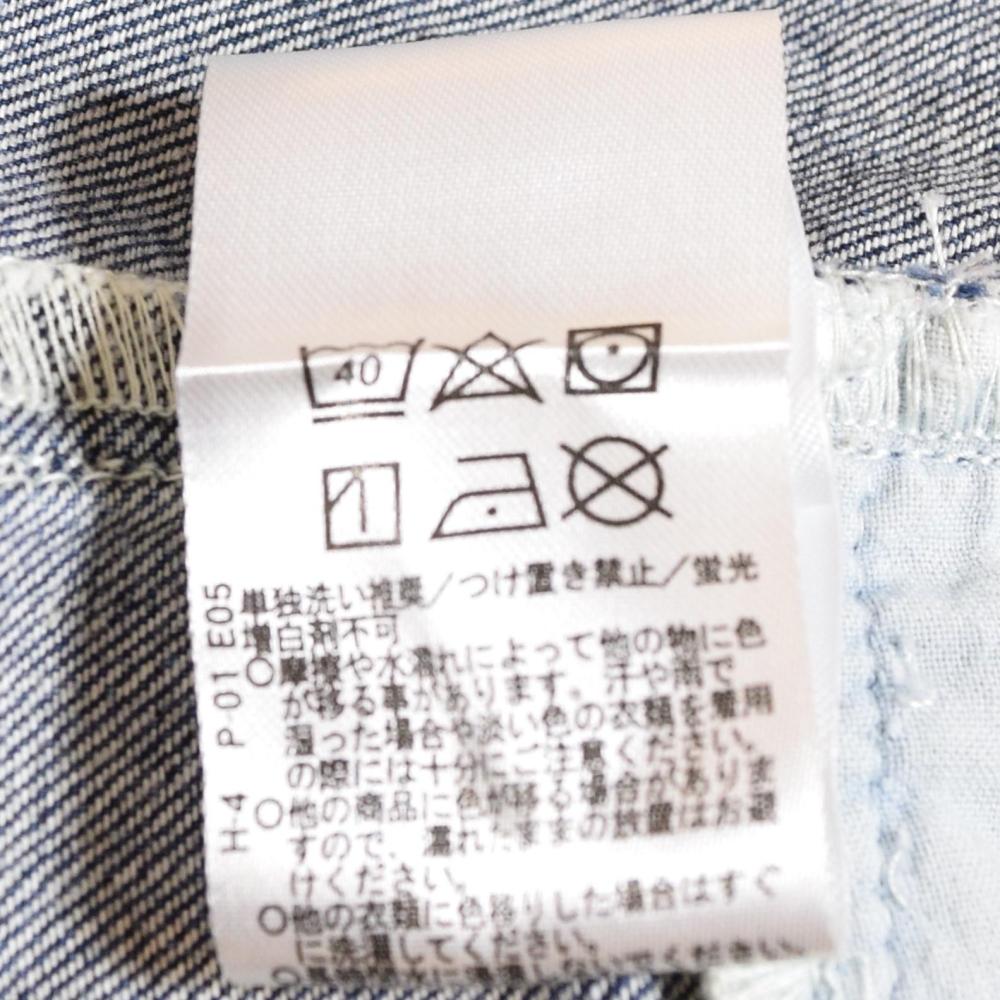 40
単独洗い推奨／つけ置き禁止／蛍光
増白剤不可
○摩擦や水濡れによって他の物に色
が移る事があります。汗や雨で
湿った場合や淡い色の衣類を着用
の際には十分にご注意ください。
○他の商品に色が移る場合がありま
すので、濡れたままの放置はお避
けください。
○他の衣類に色移りした場合はすぐ
に洗濯してください。
ください。
H-4 P-01 E05